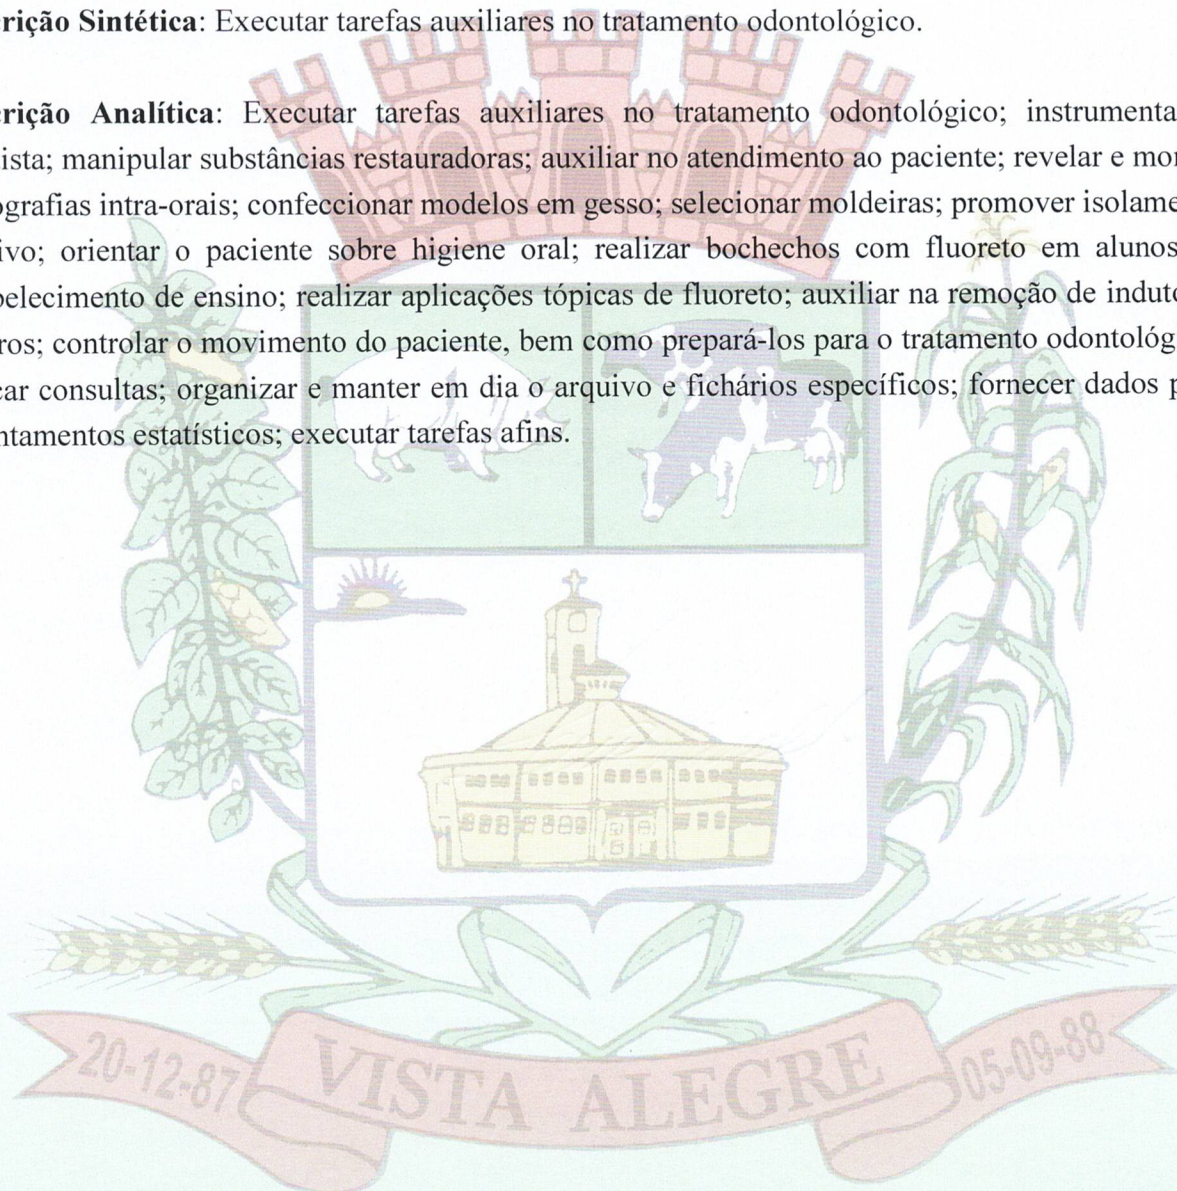 rição Sintética: Executar tarefas auxiliares no tratamento odontológico.
rição Analítica: Executar tarefas auxiliares no tratamento odontológico; instrumenta
ista; manipular substâncias restauradoras; auxiliar no atendimento ao paciente; revelar e mo
ografias intra-orais; confeccionar modelos em gesso; selecionar moldeiras; promover isolame
ivo; orientar o paciente sobre higiene oral; realizar bochechos com fluoreto em alunos
belecimento de ensino; realizar aplicações tópicas de fluoreto; auxiliar na remoção de induto
ros; controlar o movimento do paciente, bem como prepará-los para o tratamento odontológ
car consultas; organizar e manter em dia o arquivo e fichários específicos; fornecer dados p
ntamentos estatísticos; executar tarefas afins.
20-12-87 VISTA ALEGRE 05-09-88